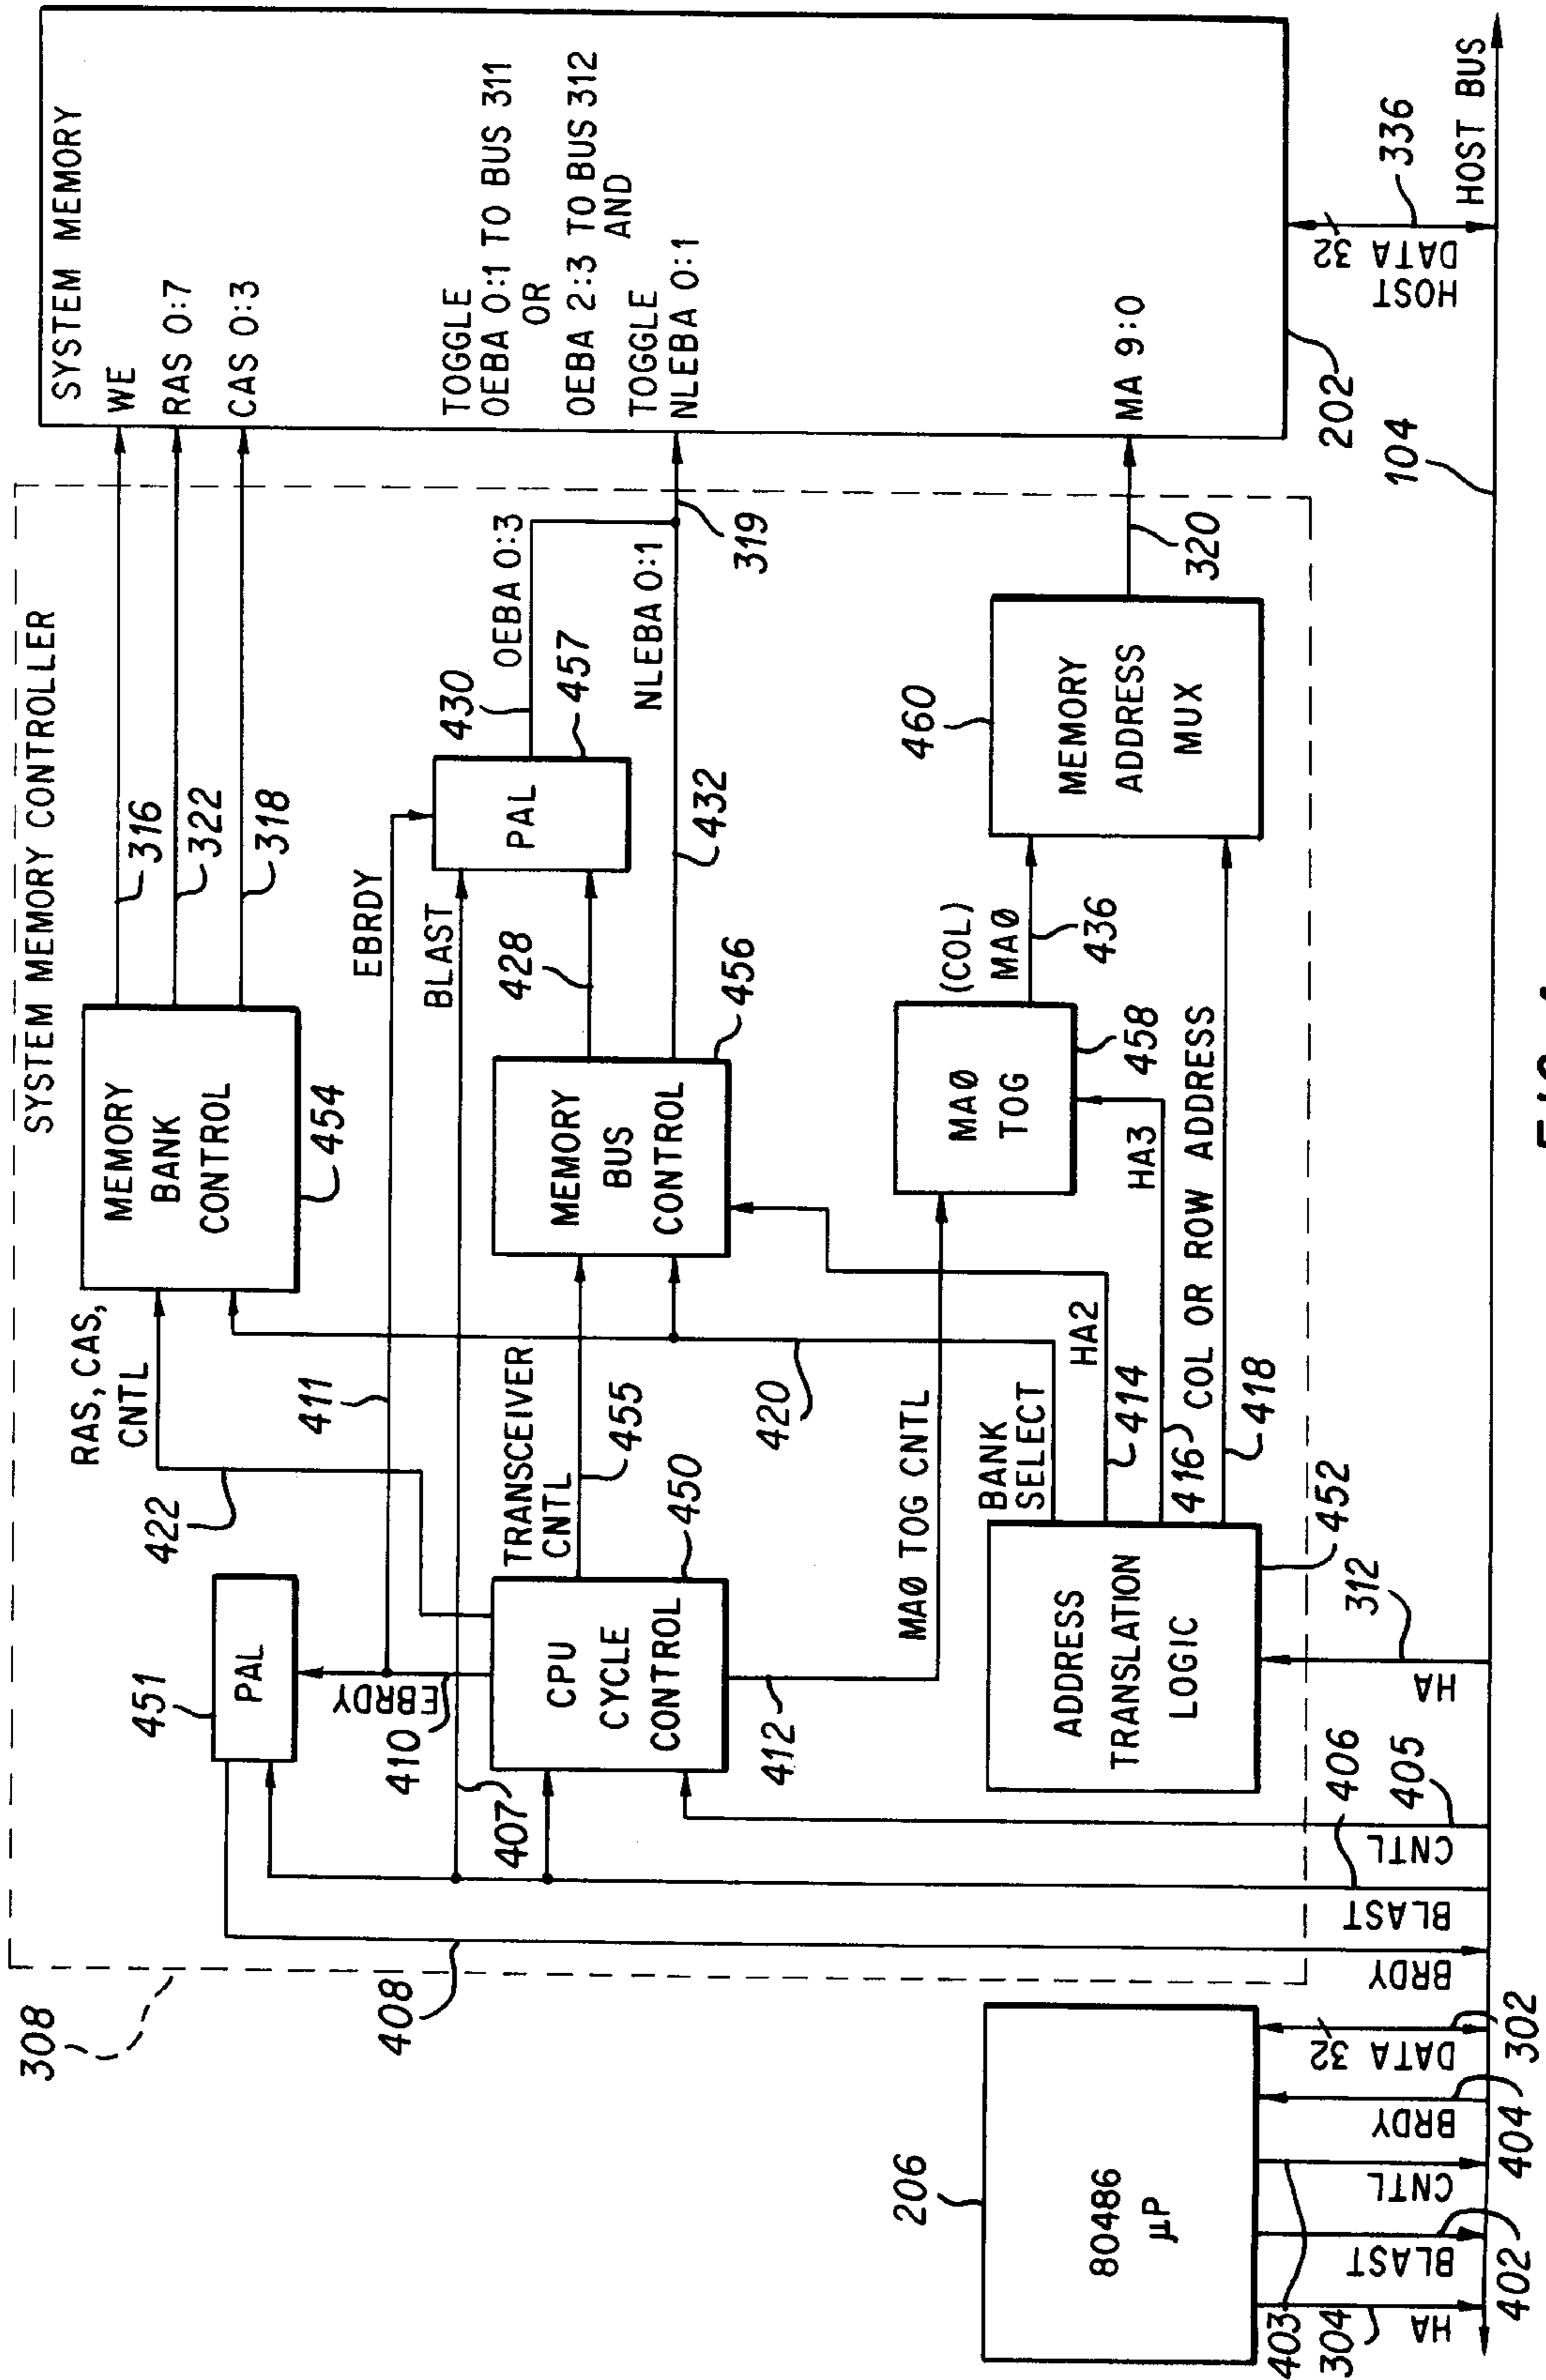 SYSTEM MEMORY CONTROLLER
SYSTEM MEMORY
WE
RAS 0:7
CAS 0:3
TOGGLE
OEBA 0:1 TO BUS 311
OR
OEBA 2:3 TO BUS 312
AND
TOGGLE
NLEBA 0:1
MA 9:0
202
308
451
PAL
422
RAS, CAS,
CNTL
MEMORY
BANK
CONTROL
454
316
322
318
408
410
EBRDY
411
EBRDY
BLAST
407
CPU
CYCLE
CONTROL
450
412
TRANSCEIVER
CNTL
455
420
MEMORY
BUS
CONTROL
456
428
PAL
457
430
OEBA 0:3
NLEBA 0:1
432
319
MAØ TOG CNTL
MAØ
TOG
458
(COL)
MAØ
436
460
MEMORY
ADDRESS
MUX
320
ADDRESS
TRANSLATION
LOGIC
452
BANK
SELECT
HA2
414
HA3
416
COL OR ROW ADDRESS
418
206
80486
µP
HA
304
BLAST
402
CNTL
403
BRDY
404
DATA 32
302
BRDY
BLAST
406
CNTL
405
HA
312
104
HOST
DATA 32
336
HOST BUS